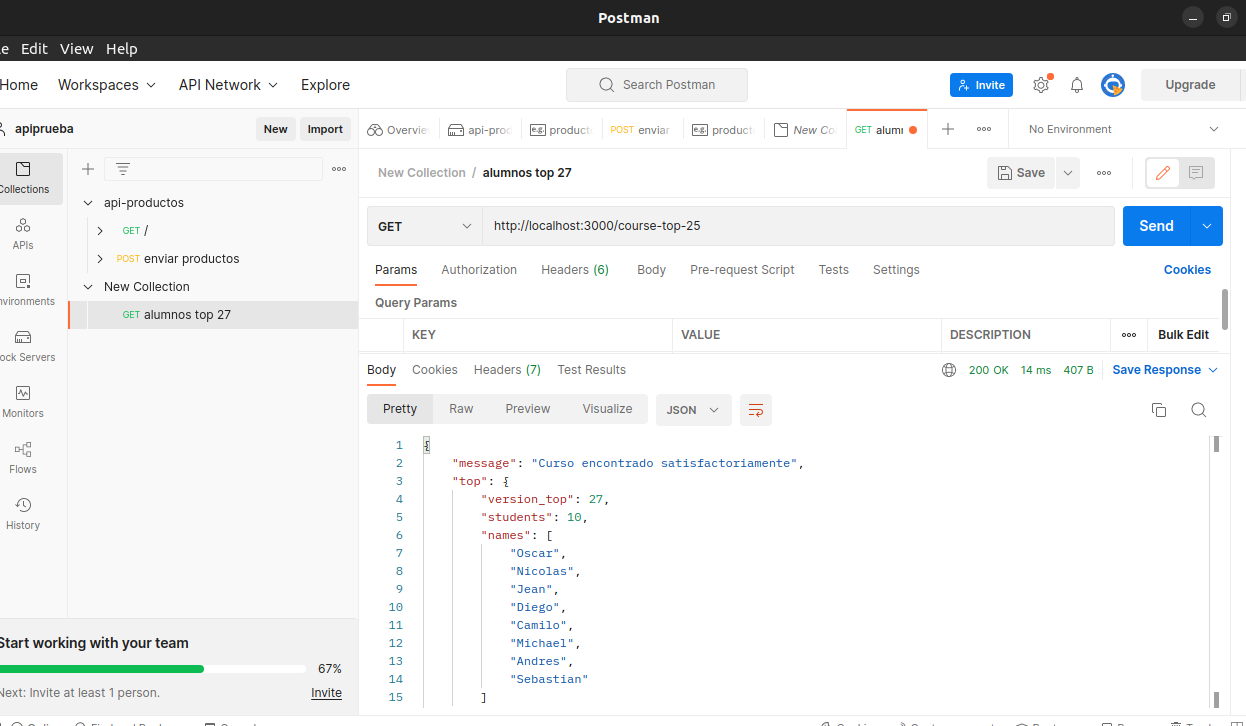 Postman
Edit View Help
Home Workspaces API Network Explore Search Postman Invite Upgrade
apiprueba New Import Overvie api-prod e.g. product POST enviar e.g. product New Co GET alumr No Environment
New Collection / alumnos top 27 Save
Collections
APIs
nvironments
ock Servers
Monitors
Flows
History
api-productos
GET /
POST enviar productos
New Collection
GET alumnos top 27
GET http://localhost:3000/course-top-25 Send
Params Authorization Headers (6) Body Pre-request Script Tests Settings Cookies
Query Params
KEY VALUE DESCRIPTION Bulk Edit
Body Cookies Headers (7) Test Results 200 OK 14 ms 407 B Save Response
Pretty Raw Preview Visualize JSON
1 {
2 "message": "Curso encontrado satisfactoriamente",
3 "top": {
4 "version_top": 27,
5 "students": 10,
6 "names": [
7 "Oscar",
8 "Nicolas",
9 "Jean",
10 "Diego",
11 "Camilo",
12 "Michael",
13 "Andres",
14 "Sebastian"
15 ]
Start working with your team
67%
Next: Invite at least 1 person. Invite